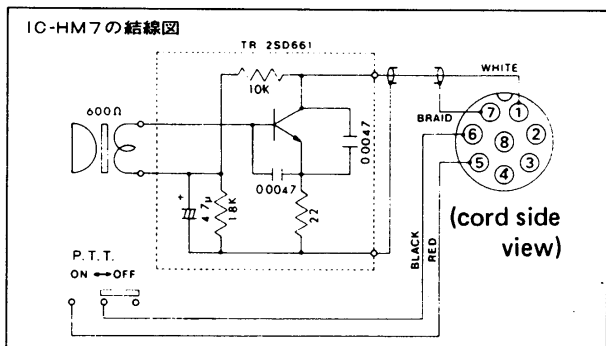 IC-HM7の結線図
TR 2SD661
10K
WHITE
600Ω
BRAID
7
1
6
8
2
5
3
4
0.0047
0.0047
+
4.7μ
1.8K
22
(cord side
view)
BLACK
RED
P.T.T.
ON ↔ OFF